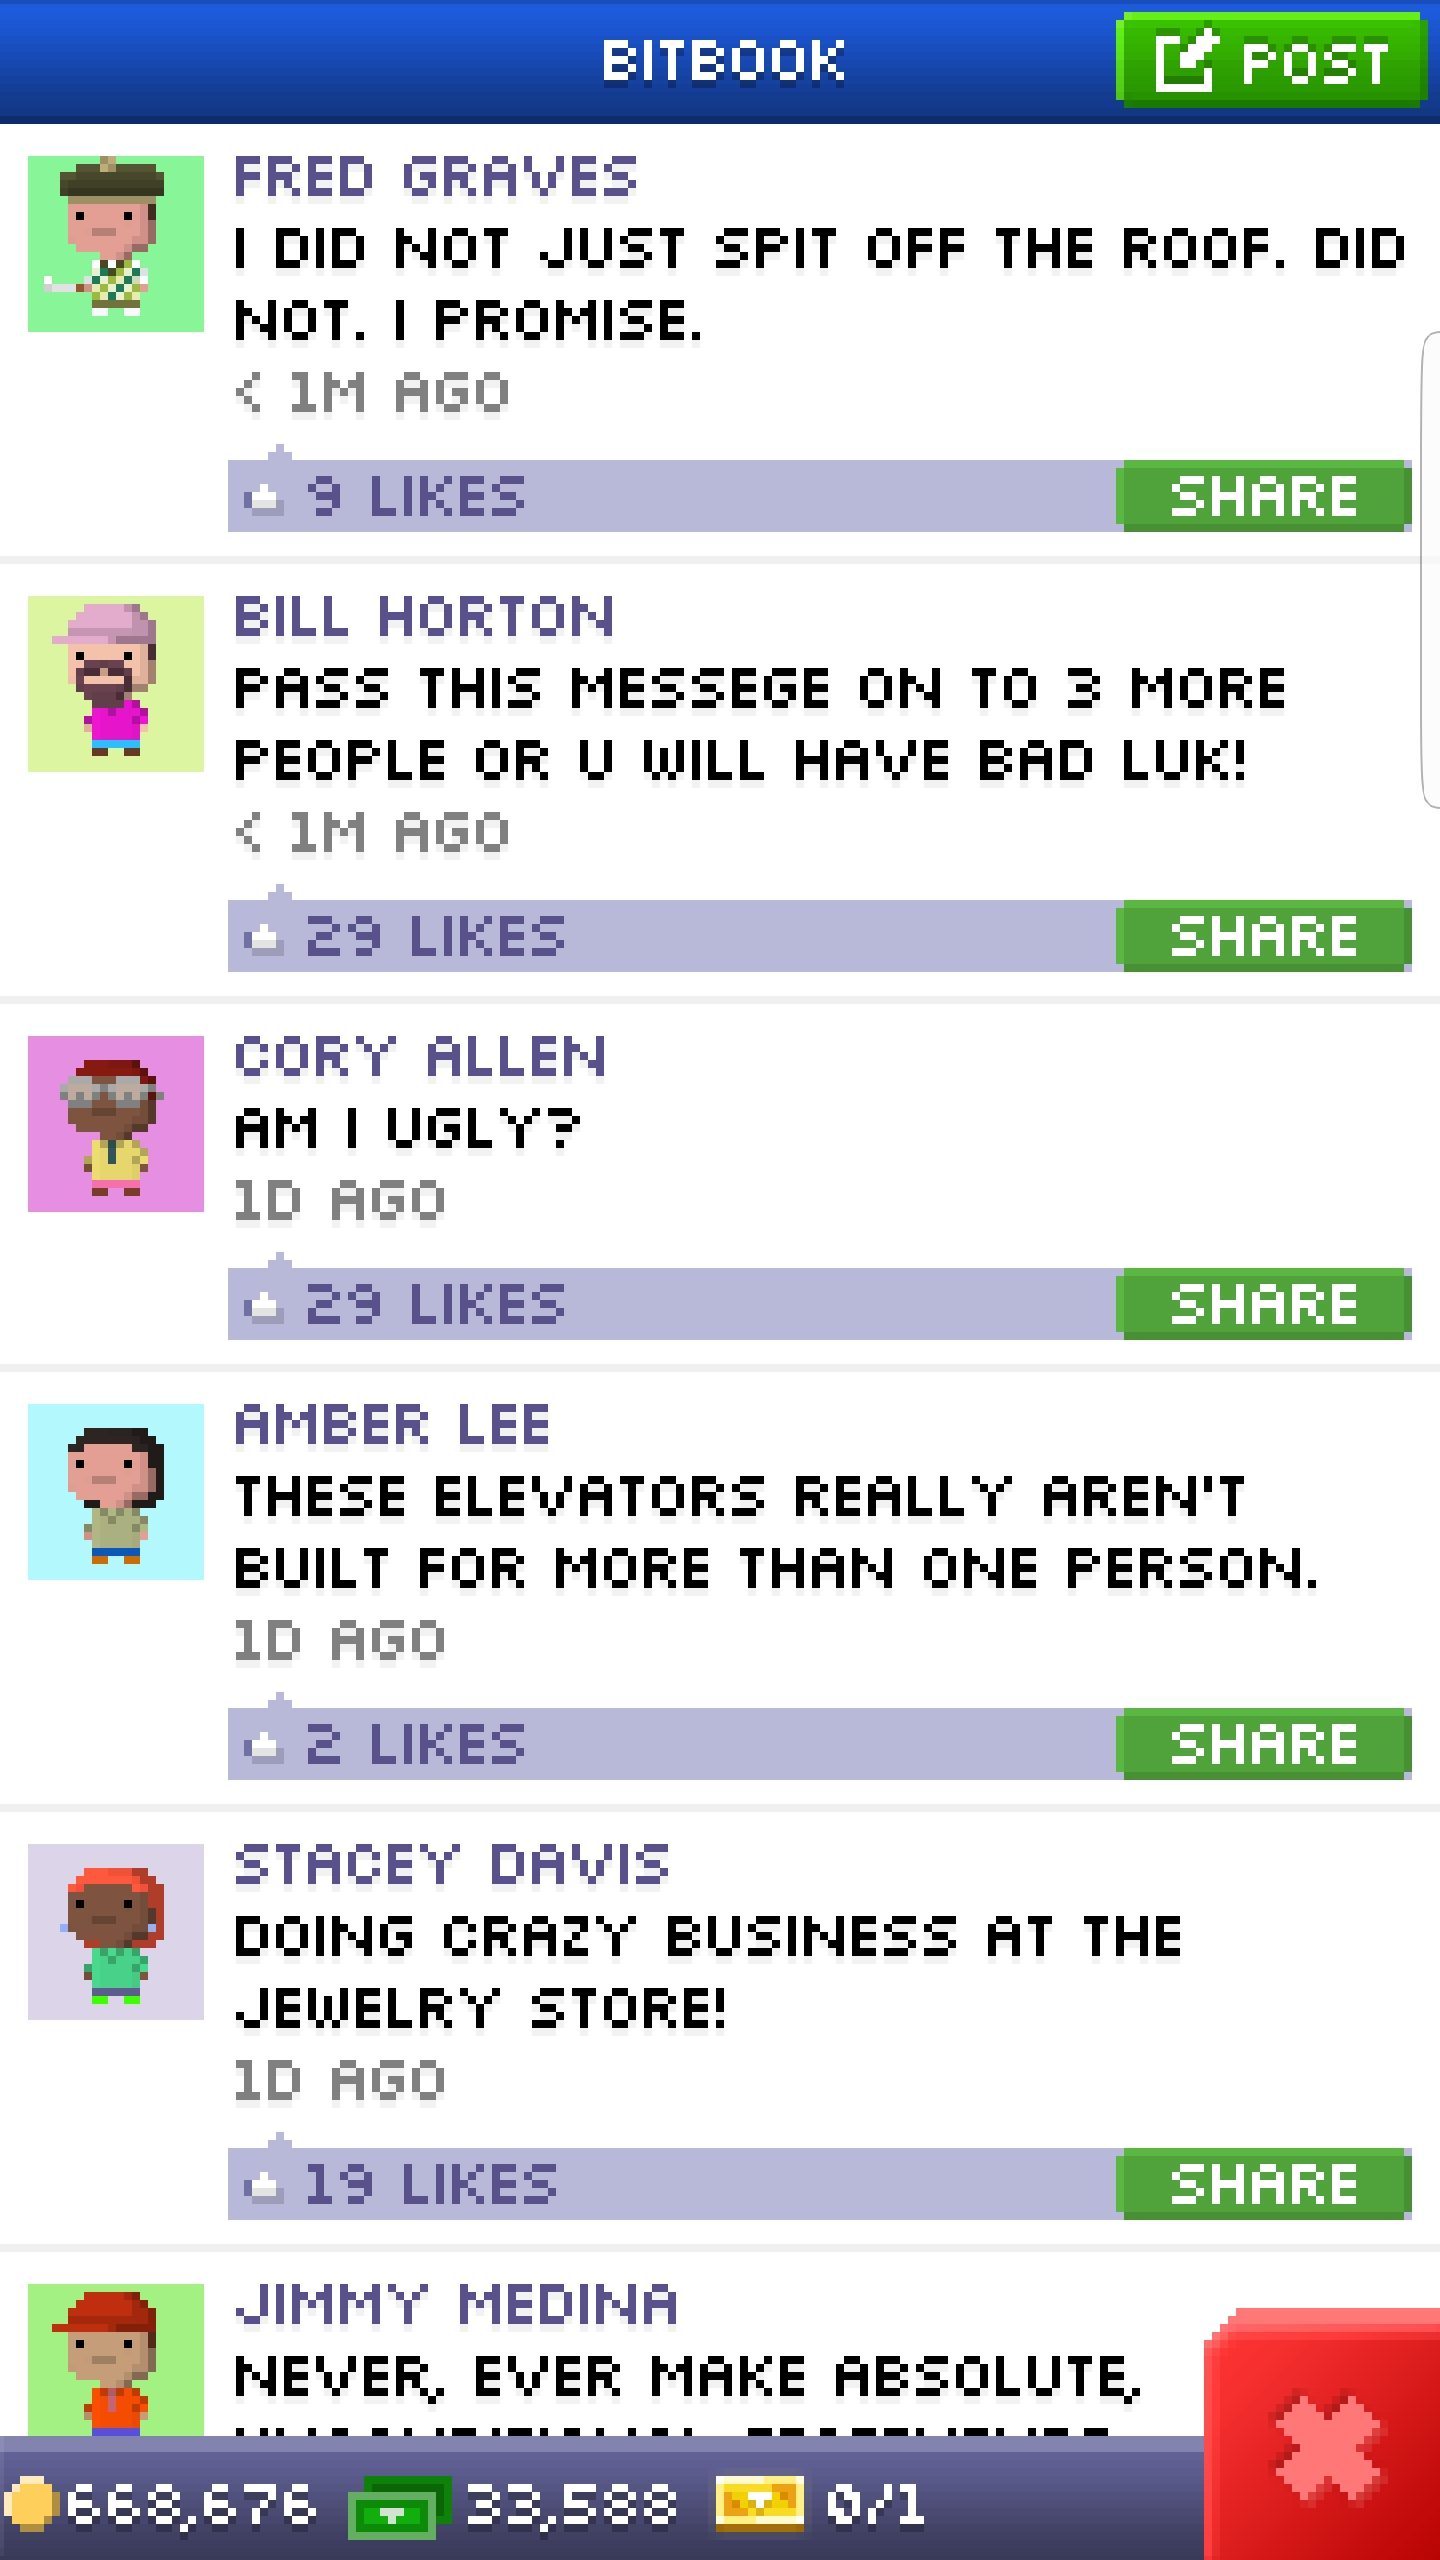 BITBOOK
POST
FRED GRAVES
I DID NOT JUST SPIT OFF THE ROOF. DID
NOT. I PROMISE.
< 1M AGO
9 LIKES
SHARE
BILL HORTON
PASS THIS MESSEGE ON TO 3 MORE
PEOPLE OR U WILL HAVE BAD LUK!
< 1M AGO
29 LIKES
SHARE
CORY ALLEN
AM I UGLY?
1D AGO
29 LIKES
SHARE
AMBER LEE
THESE ELEVATORS REALLY AREN'T
BUILT FOR MORE THAN ONE PERSON.
1D AGO
2 LIKES
SHARE
STACEY DAVIS
DOING CRAZY BUSINESS AT THE
JEWELRY STORE!
1D AGO
19 LIKES
SHARE
JIMMY MEDINA
NEVER, EVER MAKE ABSOLUTE,
668,676
33,588
0/1